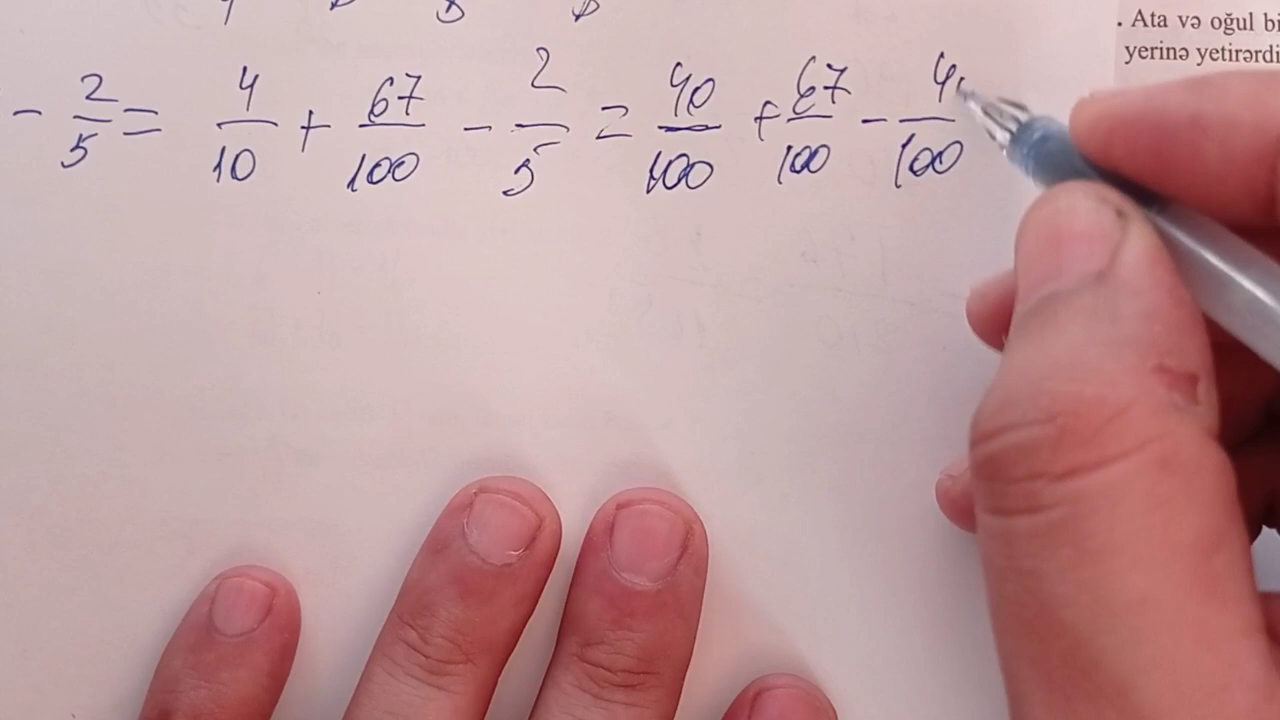 . Ata və oğul bi
yerinə yetirərdi
- 2/5 = 4/10 + 67/100 - 2/5 = 40/100 + 67/100 - 4/100